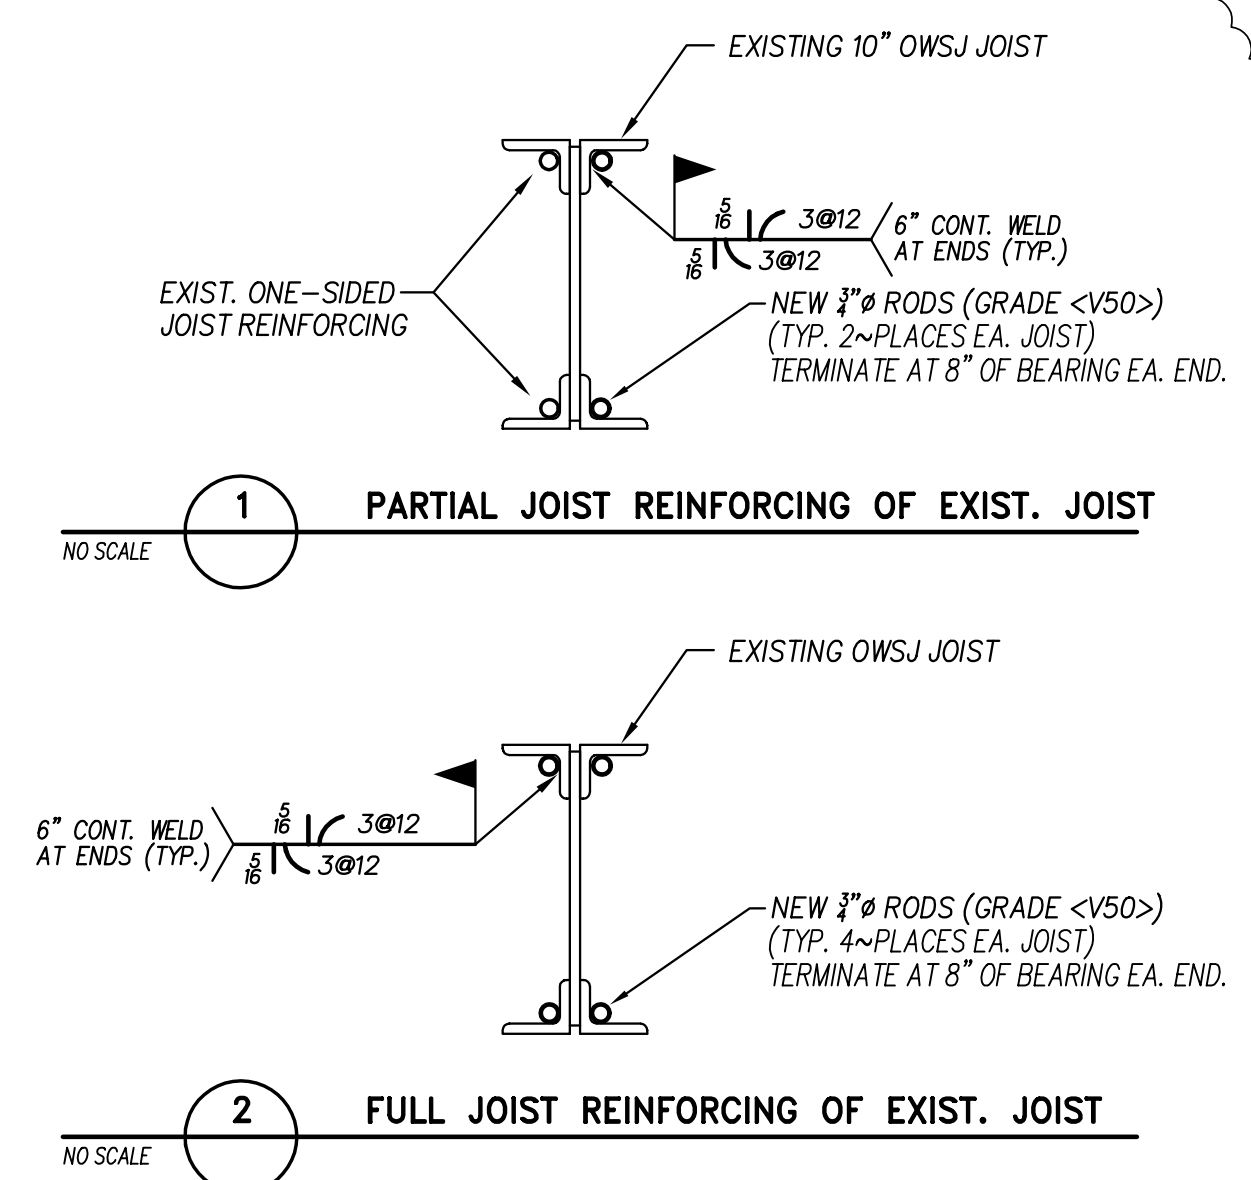 EXISTING 10" OWSJ JOIST
5/16 3@12
5/16 3@12
6" CONT. WELD
AT ENDS (TYP.)
EXIST. ONE-SIDED
JOIST REINFORCING
NEW 3/4"ø RODS (GRADE <V50>)
(TYP. 2~PLACES EA. JOIST)
TERMINATE AT 8" OF BEARING EA. END.
1
PARTIAL JOIST REINFORCING OF EXIST. JOIST
NO SCALE
EXISTING OWSJ JOIST
6" CONT. WELD
AT ENDS (TYP.)
5/16 3@12
5/16 3@12
NEW 3/4"ø RODS (GRADE <V50>)
(TYP. 4~PLACES EA. JOIST)
TERMINATE AT 8" OF BEARING EA. END.
2
FULL JOIST REINFORCING OF EXIST. JOIST
NO SCALE